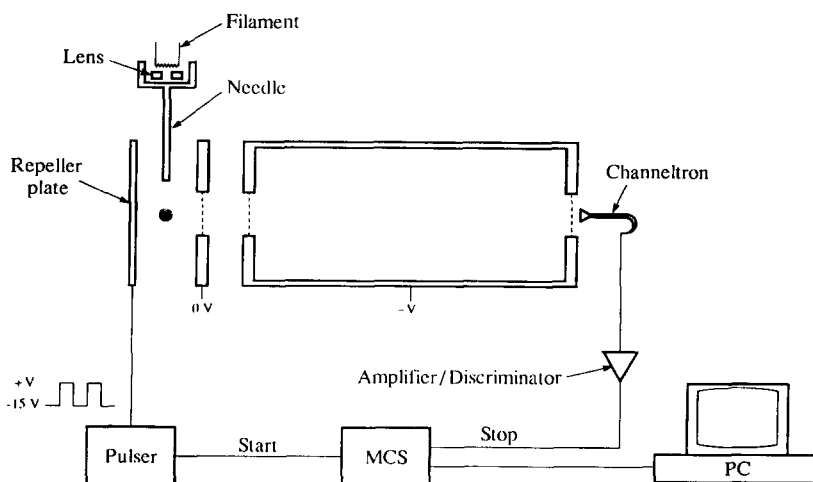 Filament
Lens
Needle
Repeller
plate
Channeltron
0 V
-V
+V
-15 V
Amplifier/Discriminator
Pulser
Start
MCS
Stop
PC